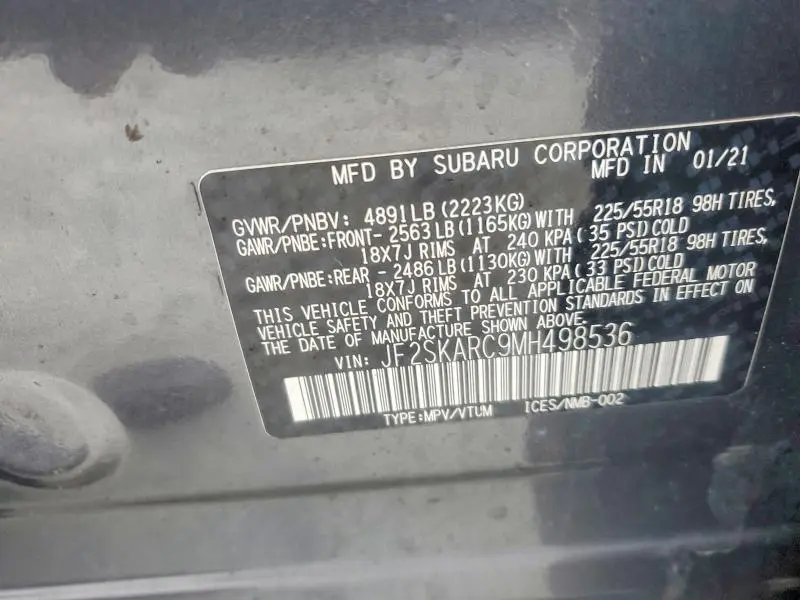 MFD BY SUBARU CORPORATION
MFD IN 01/21
GVWR/PNBV: 4891LB (2223KG)
GAWR/PNBE:FRONT- 2563LB (1165KG)WITH 225/55R18 98H TIRES,
18X7J RIMS AT 240 KPA( 35 PSI)COLD
GAWR/PNBE:REAR - 2486LB (1130KG)WITH 225/55R18 98H TIRES,
18X7J RIMS AT 230 KPA( 33 PSI)COLD
THIS VEHICLE CONFORMS TO ALL APPLICABLE FEDERAL MOTOR
VEHICLE SAFETY AND THEFT PREVENTION STANDARDS IN EFFECT ON
THE DATE OF MANUFACTURE SHOWN ABOVE.
VIN: JF2SKARC9MH498536
TYPE:MPV/VTUM ICES/NMB-002